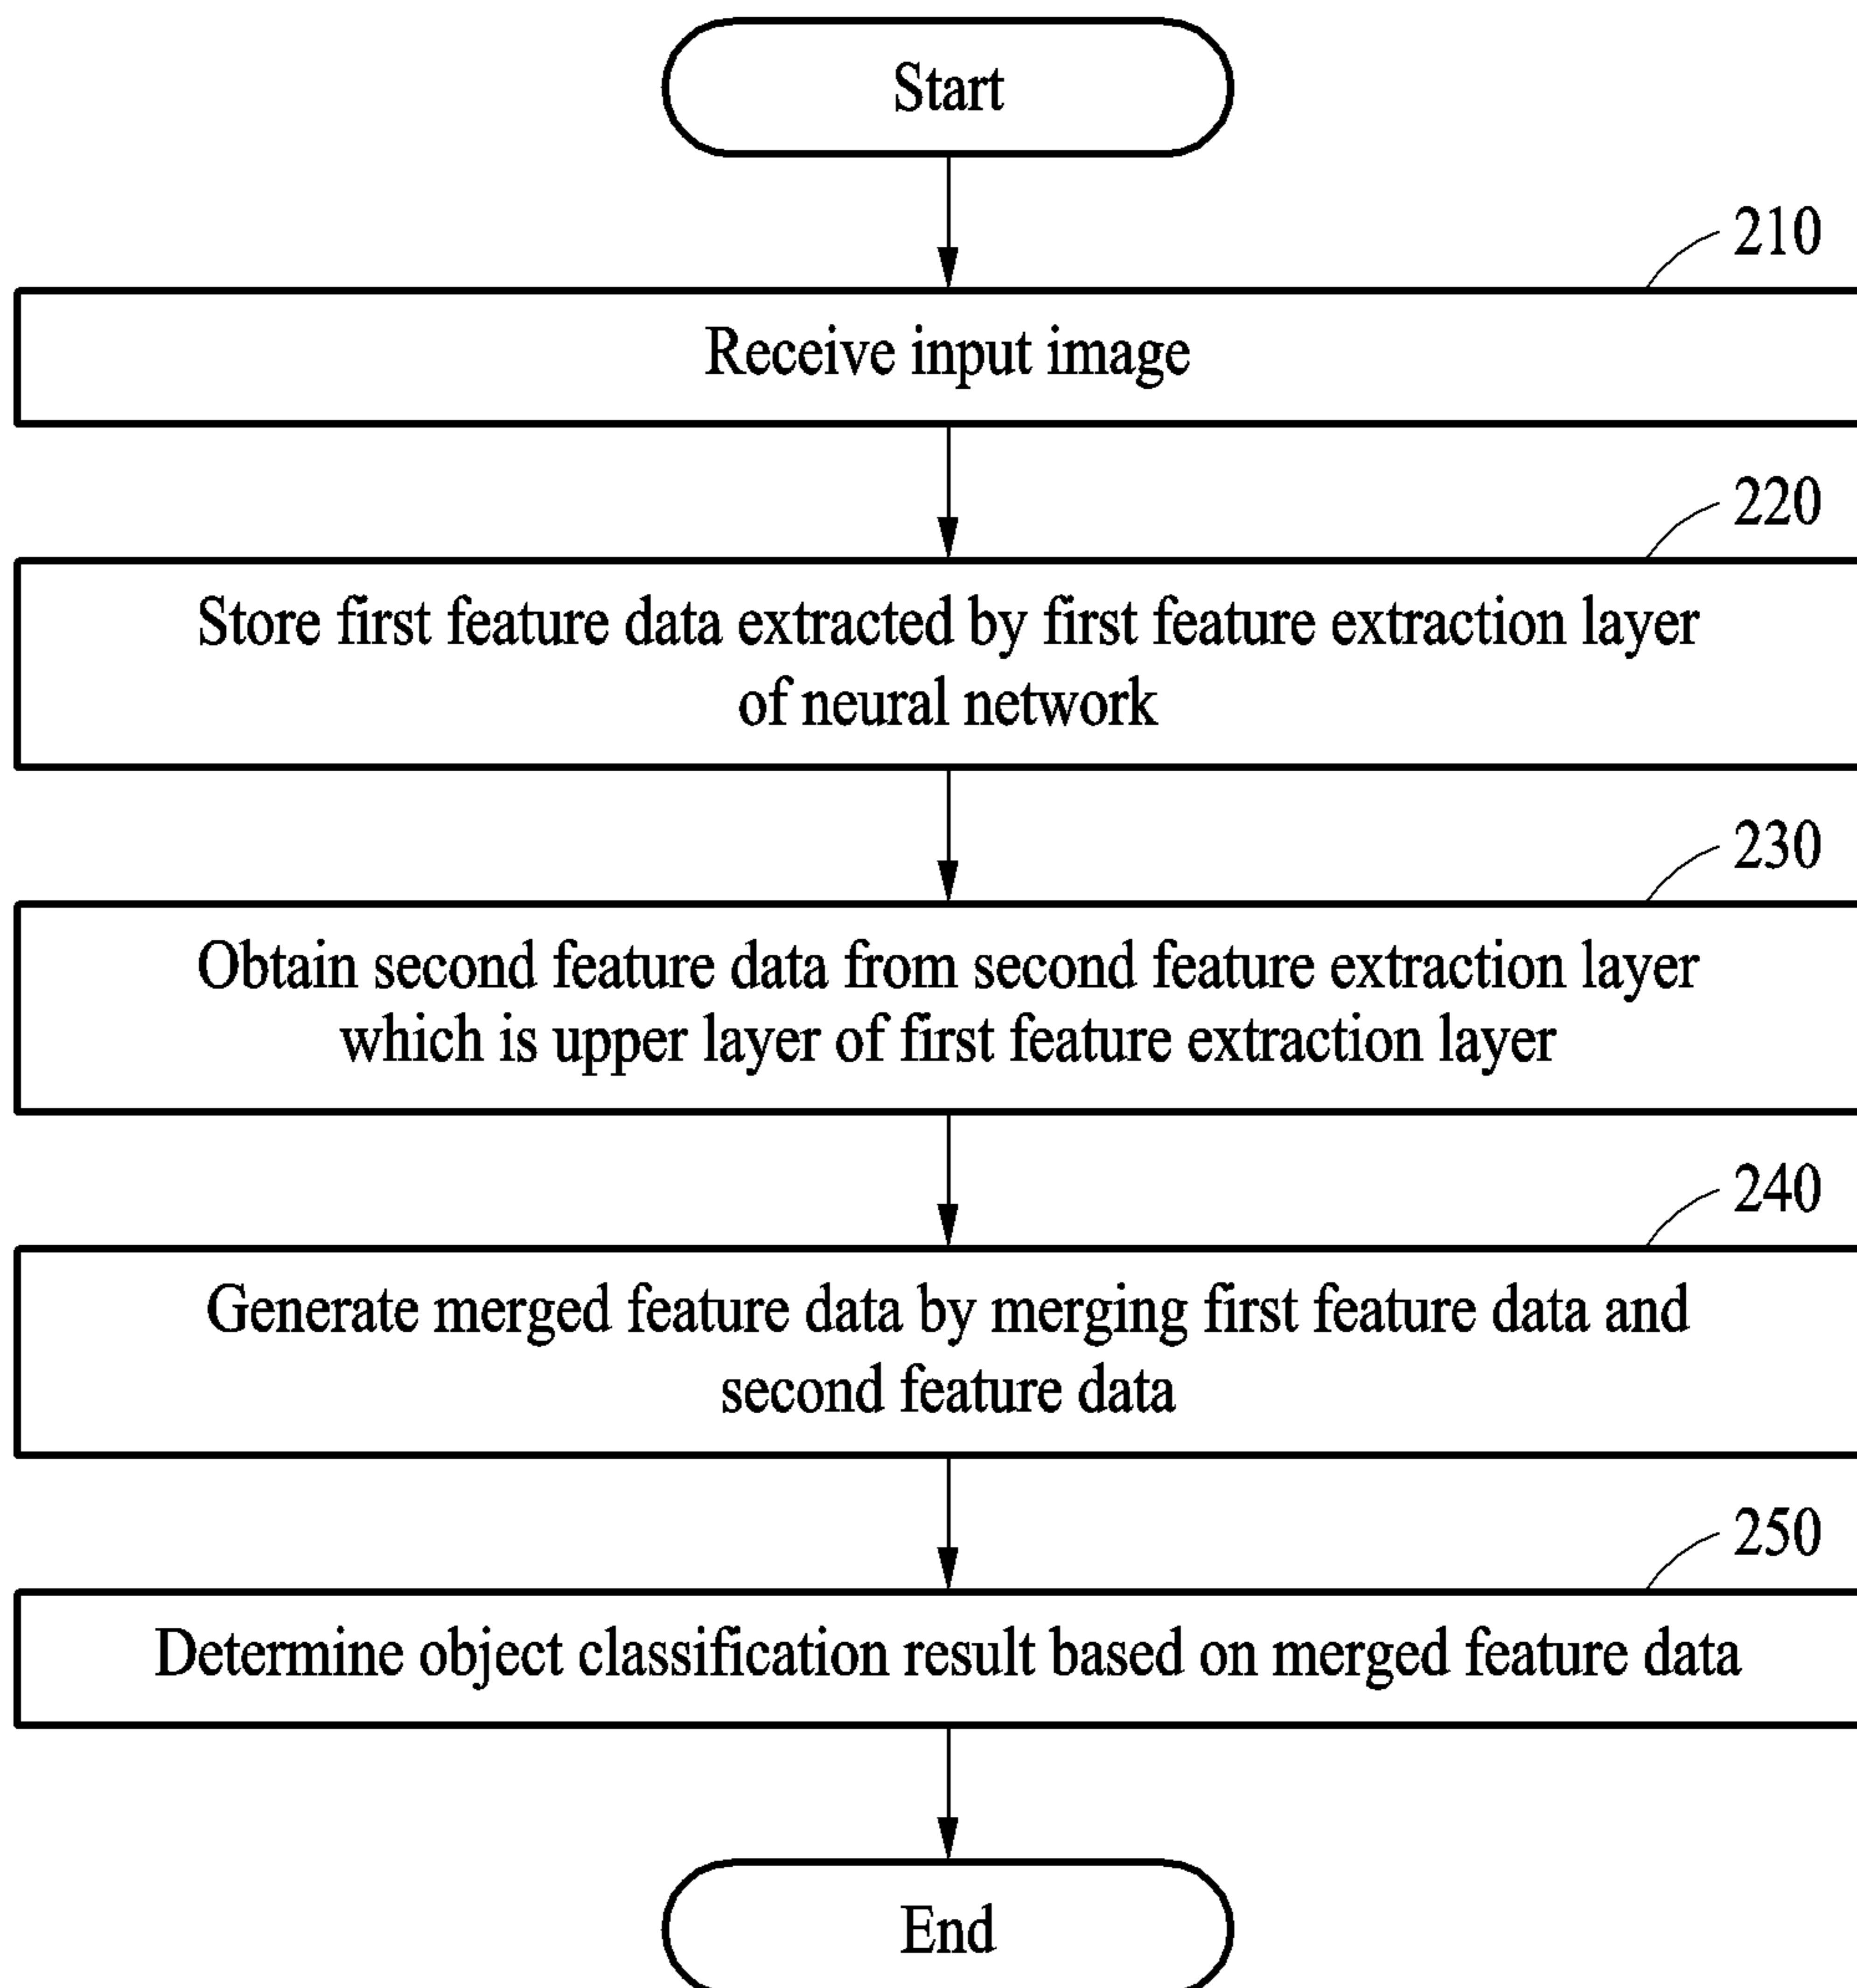 Start
210
Receive input image
220
Store first feature data extracted by first feature extraction layer
of neural network
230
Obtain second feature data from second feature extraction layer
which is upper layer of first feature extraction layer
240
Generate merged feature data by merging first feature data and
second feature data
250
Determine object classification result based on merged feature data
End